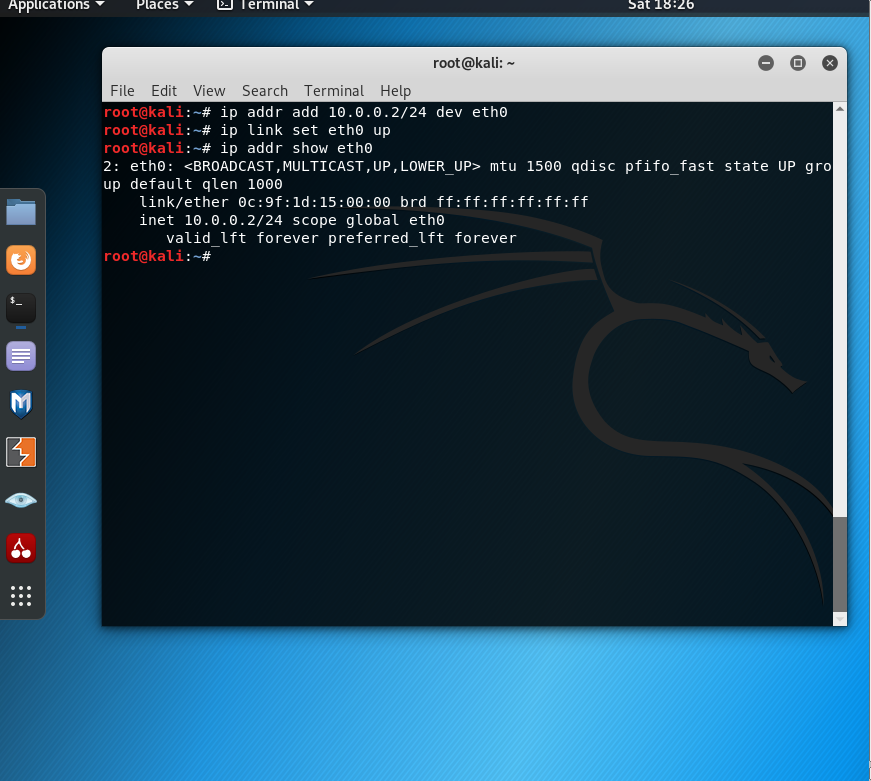 Applications Places Terminal Sat 18:26
root@kali: ~
File Edit View Search Terminal Help
root@kali:~# ip addr add 10.0.0.2/24 dev eth0
root@kali:~# ip link set eth0 up
root@kali:~# ip addr show eth0
2: eth0: <BROADCAST,MULTICAST,UP,LOWER_UP> mtu 1500 qdisc pfifo_fast state UP gro
up default qlen 1000
    link/ether 0c:9f:1d:15:00:00 brd ff:ff:ff:ff:ff:ff
    inet 10.0.0.2/24 scope global eth0
       valid_lft forever preferred_lft forever
root@kali:~#